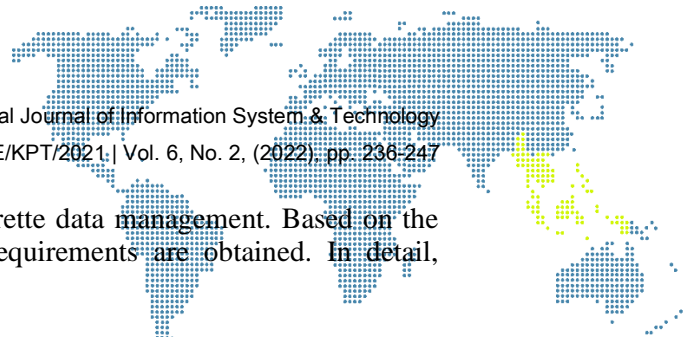 al Journal of Information System & Technology
E/KPT/2021 | Vol. 6, No. 2, (2022), pp. 236-247
rette data management. Based on the
equirements are obtained. In detail,